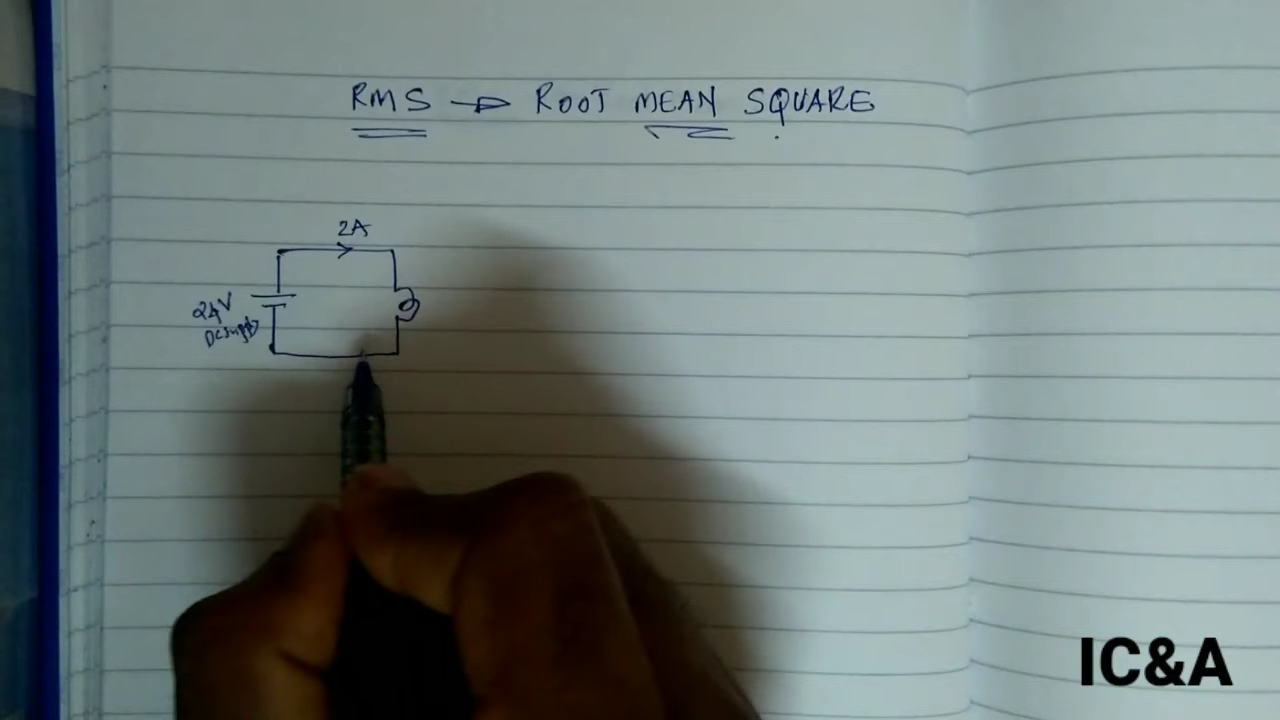 RMS → ROOT MEAN SQUARE
2A
24V
DC supply
IC&A